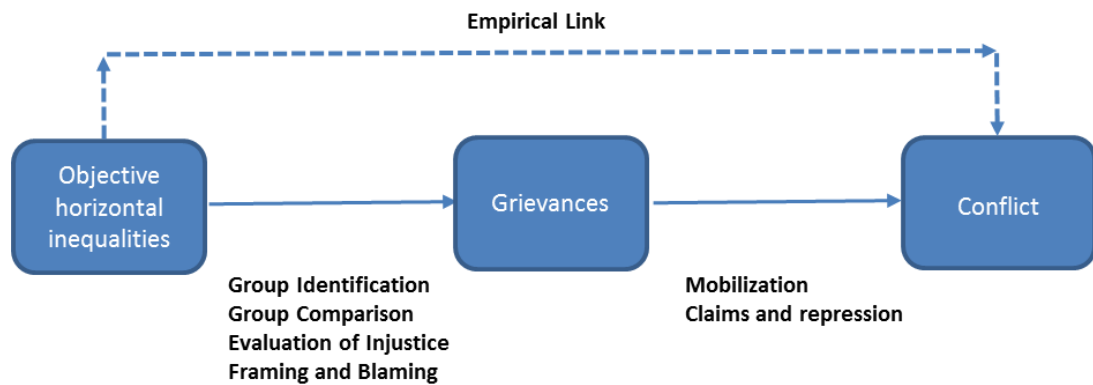 Empirical Link
Objective
horizontal
inequalities
Grievances
Conflict
Group Identification
Group Comparison
Evaluation of Injustice
Framing and Blaming
Mobilization
Claims and repression